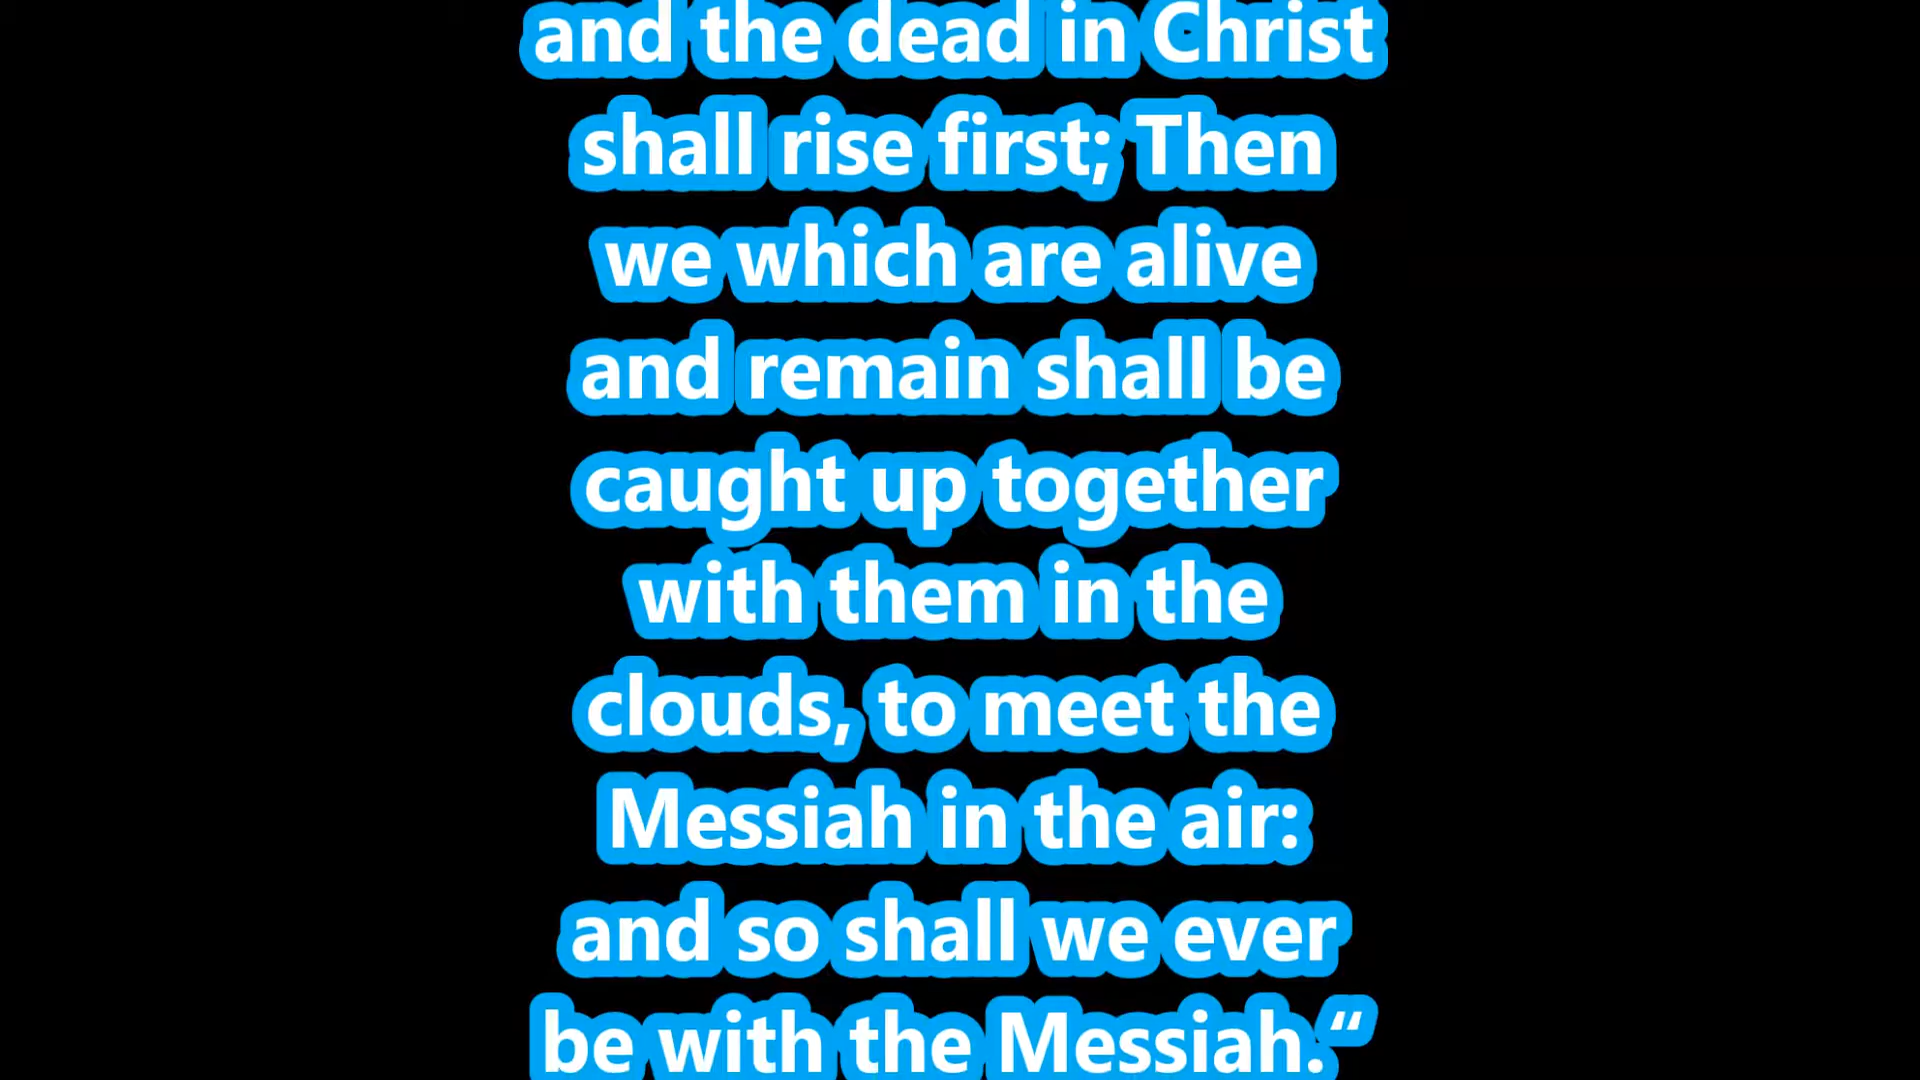 and the dead in Christ
shall rise first; Then
we which are alive
and remain shall be
caught up together
with them in the
clouds, to meet the
Messiah in the air:
and so shall we ever
be with the Messiah.“